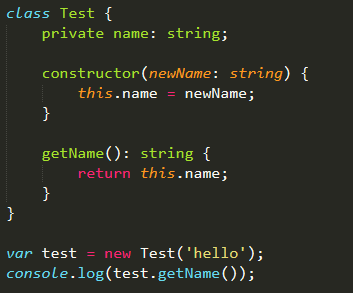 class Test {
    private name: string;

    constructor(newName: string) {
        this.name = newName;
    }

    getName(): string {
        return this.name;
    }
}

var test = new Test('hello');
console.log(test.getName());